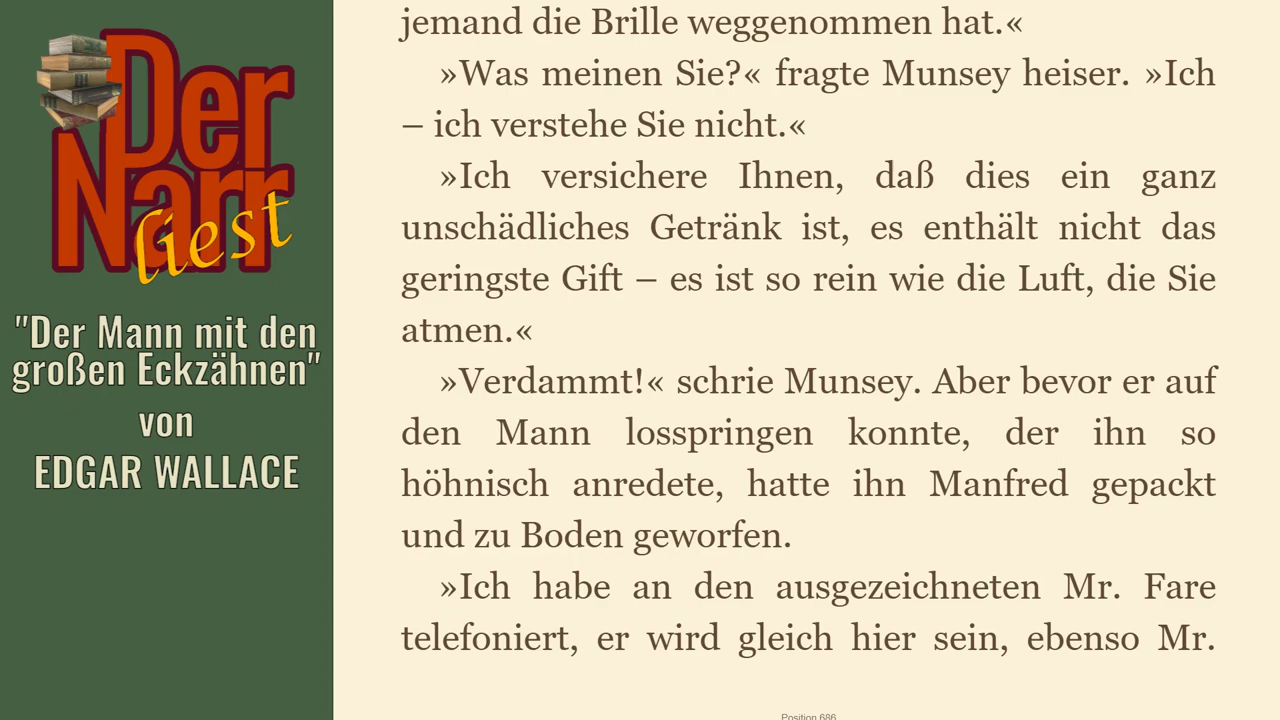 Der
Narr
liest
"Der Mann mit den
großen Eckzähnen"
von
EDGAR WALLACE
jemand die Brille weggenommen hat.«
»Was meinen Sie?« fragte Munsey heiser. »Ich
– ich verstehe Sie nicht.«
»Ich versichere Ihnen, daß dies ein ganz
unschädliches Getränk ist, es enthält nicht das
geringste Gift – es ist so rein wie die Luft, die Sie
atmen.«
»Verdammt!« schrie Munsey. Aber bevor er auf
den Mann losspringen konnte, der ihn so
höhnisch anredete, hatte ihn Manfred gepackt
und zu Boden geworfen.
»Ich habe an den ausgezeichneten Mr. Fare
telefoniert, er wird gleich hier sein, ebenso Mr.
Position 686